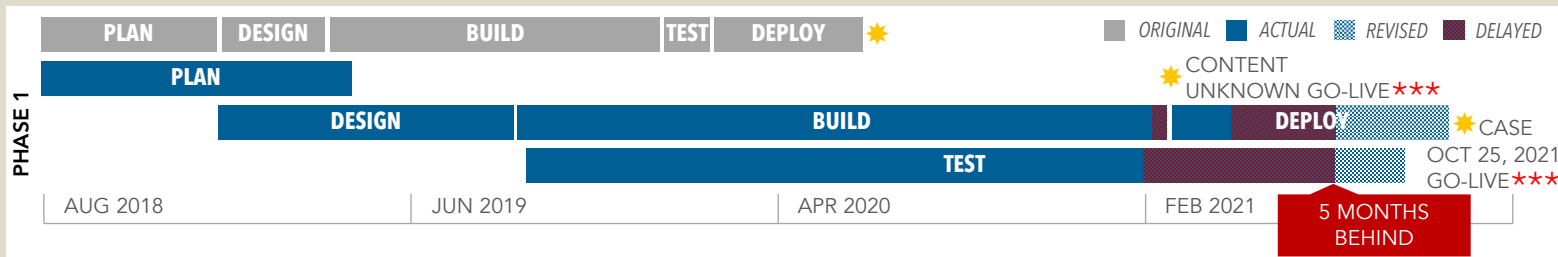 PLAN DESIGN BUILD TEST DEPLOY
ORIGINAL ACTUAL REVISED DELAYED
PLAN
CONTENT
UNKNOWN GO-LIVE***
PHASE 1
DESIGN BUILD DEPLOY
CASE
OCT 25, 2021
GO-LIVE***
TEST
AUG 2018 JUN 2019 APR 2020 FEB 2021
5 MONTHS
BEHIND